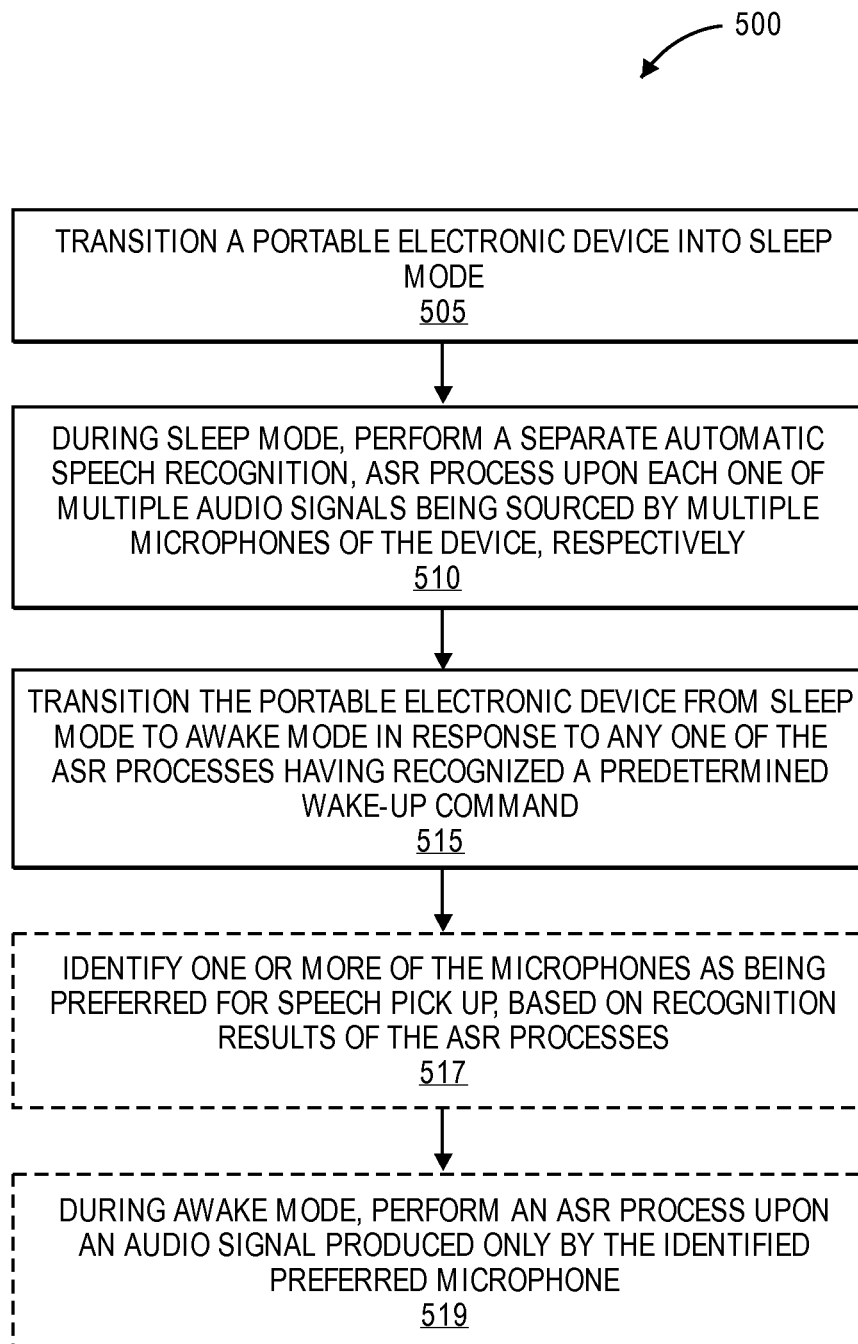 500
TRANSITION A PORTABLE ELECTRONIC DEVICE INTO SLEEP
MODE
505
DURING SLEEP MODE, PERFORM A SEPARATE AUTOMATIC
SPEECH RECOGNITION, ASR PROCESS UPON EACH ONE OF
MULTIPLE AUDIO SIGNALS BEING SOURCED BY MULTIPLE
MICROPHONES OF THE DEVICE, RESPECTIVELY
510
TRANSITION THE PORTABLE ELECTRONIC DEVICE FROM SLEEP
MODE TO AWAKE MODE IN RESPONSE TO ANY ONE OF THE
ASR PROCESSES HAVING RECOGNIZED A PREDETERMINED
WAKE-UP COMMAND
515
IDENTIFY ONE OR MORE OF THE MICROPHONES AS BEING
PREFERRED FOR SPEECH PICK UP, BASED ON RECOGNITION
RESULTS OF THE ASR PROCESSES
517
DURING AWAKE MODE, PERFORM AN ASR PROCESS UPON
AN AUDIO SIGNAL PRODUCED ONLY BY THE IDENTIFIED
PREFERRED MICROPHONE
519